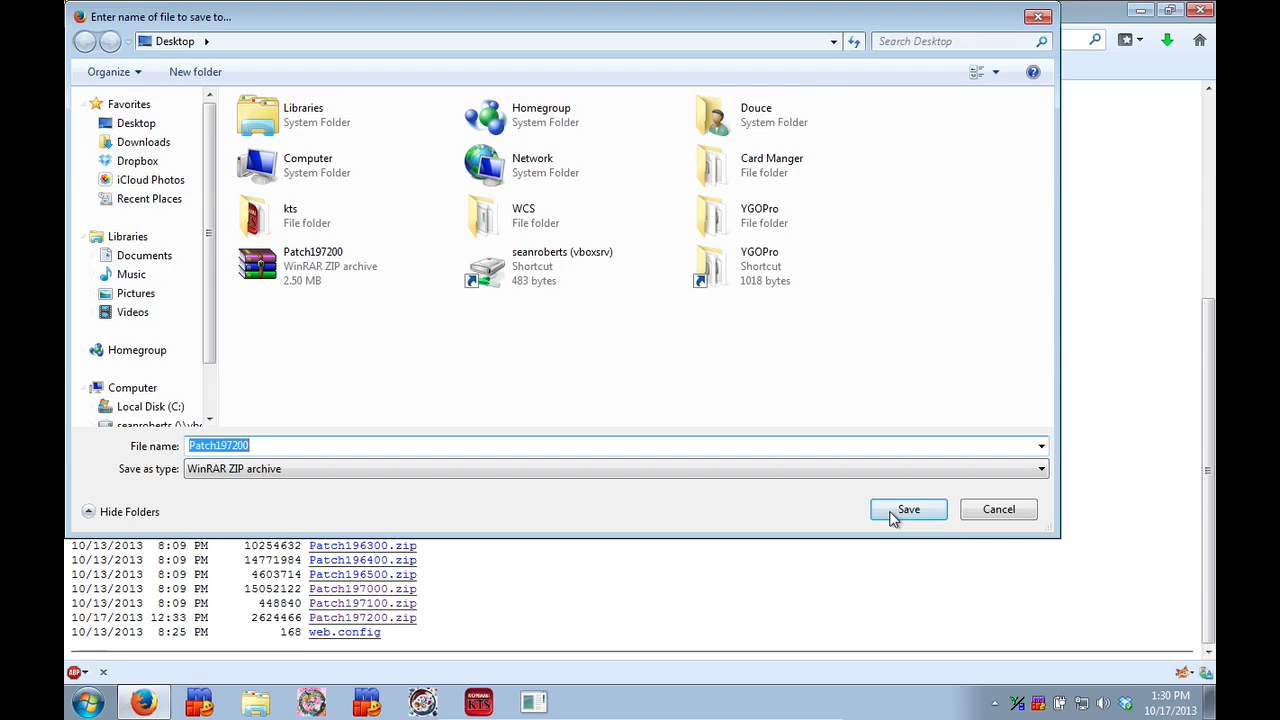 Enter name of file to save to...
Desktop
Search Desktop
Organize New folder
Favorites
Desktop
Downloads
Dropbox
iCloud Photos
Recent Places
Libraries
Documents
Music
Pictures
Videos
Homegroup
Computer
Local Disk (C:)
seanroberts (\\vbo
Libraries
System Folder
Homegroup
System Folder
Douce
System Folder
Computer
System Folder
Network
System Folder
Card Manger
File folder
kts
File folder
WCS
File folder
YGOPro
File folder
Patch197200
WinRAR ZIP archive
2.50 MB
seanroberts (vboxsrv)
Shortcut
483 bytes
YGOPro
Shortcut
1018 bytes
File name: Patch197200
Save as type: WinRAR ZIP archive
Hide Folders
Save Cancel
10/13/2013 8:09 PM 10254632 Patch196300.zip
10/13/2013 8:09 PM 14771984 Patch196400.zip
10/13/2013 8:09 PM 4603714 Patch196500.zip
10/13/2013 8:09 PM 15052122 Patch197000.zip
10/13/2013 8:09 PM 448840 Patch197100.zip
10/17/2013 12:33 PM 2624466 Patch197200.zip
10/13/2013 8:25 PM 168 web.config
ABP
KONAMI
KTS
1:30 PM
10/17/2013